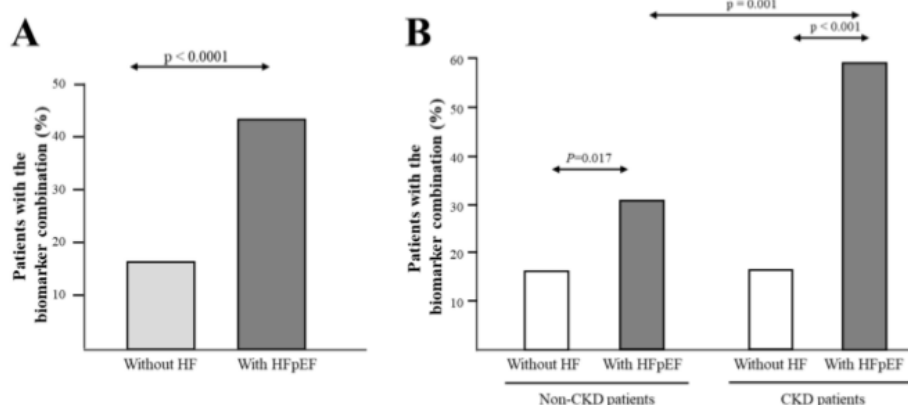 A
p < 0.0001
Patients with the
biomarker combination (%)
50
40
30
20
10
Without HF
With HFpEF
B
p = 0.001
p < 0.001
P=0.017
Patients with the
biomarker combination (%)
60
50
40
30
20
10
Without HF
With HFpEF
Without HF
With HFpEF
Non-CKD patients
CKD patients